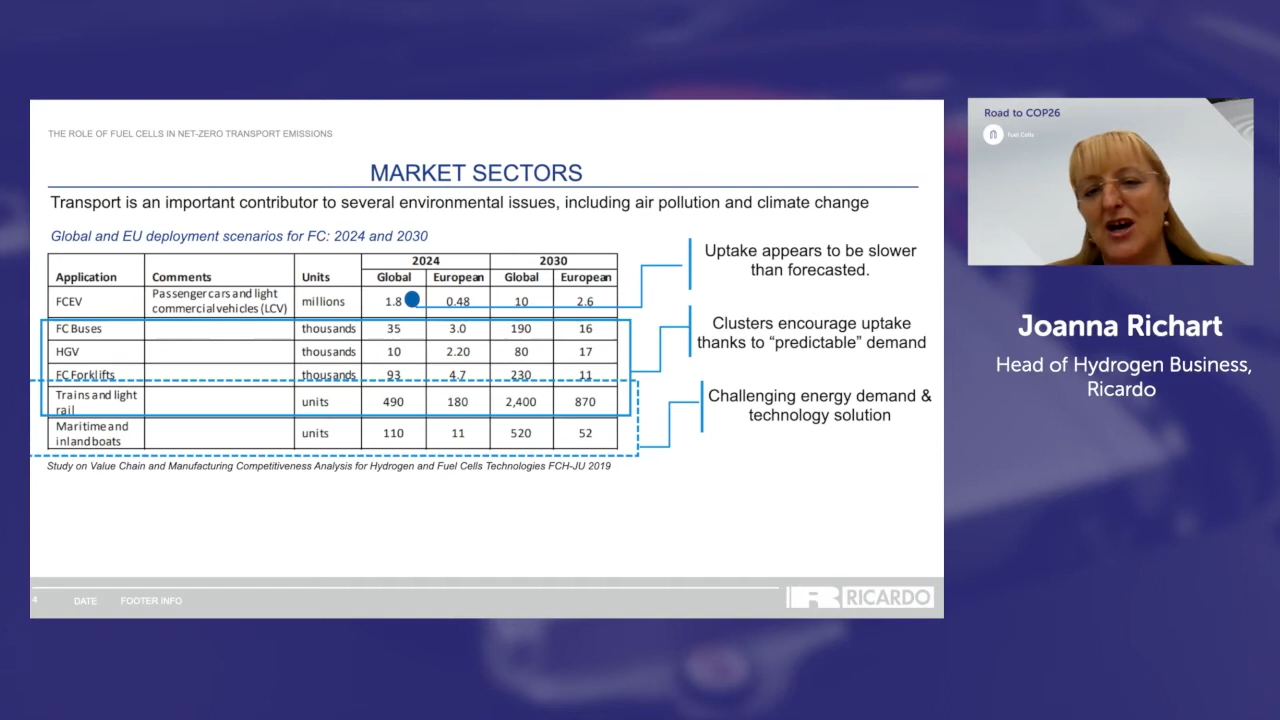 THE ROLE OF FUEL CELLS IN NET-ZERO TRANSPORT EMISSIONS
MARKET SECTORS
Transport is an important contributor to several environmental issues, including air pollution and climate change
Global and EU deployment scenarios for FC: 2024 and 2030
2024 2030
Application Comments Units Global European Global European
FCEV Passenger cars and light commercial vehicles (LCV) millions 1.8 0.48 10 2.6
FC Buses thousands 35 3.0 190 16
HGV thousands 10 2.20 80 17
FC Forklifts thousands 93 4.7 230 11
Trains and light rail units 490 180 2,400 870
Maritime and inland boats units 110 11 520 52
Study on Value Chain and Manufacturing Competitiveness Analysis for Hydrogen and Fuel Cells Technologies FCH-JU 2019
Uptake appears to be slower
than forecasted.
Clusters encourage uptake
thanks to “predictable” demand
Challenging energy demand &
technology solution
4 DATE FOOTER INFO
RICARDO
Road to COP26
Fuel Cells
Joanna Richart
Head of Hydrogen Business,
Ricardo